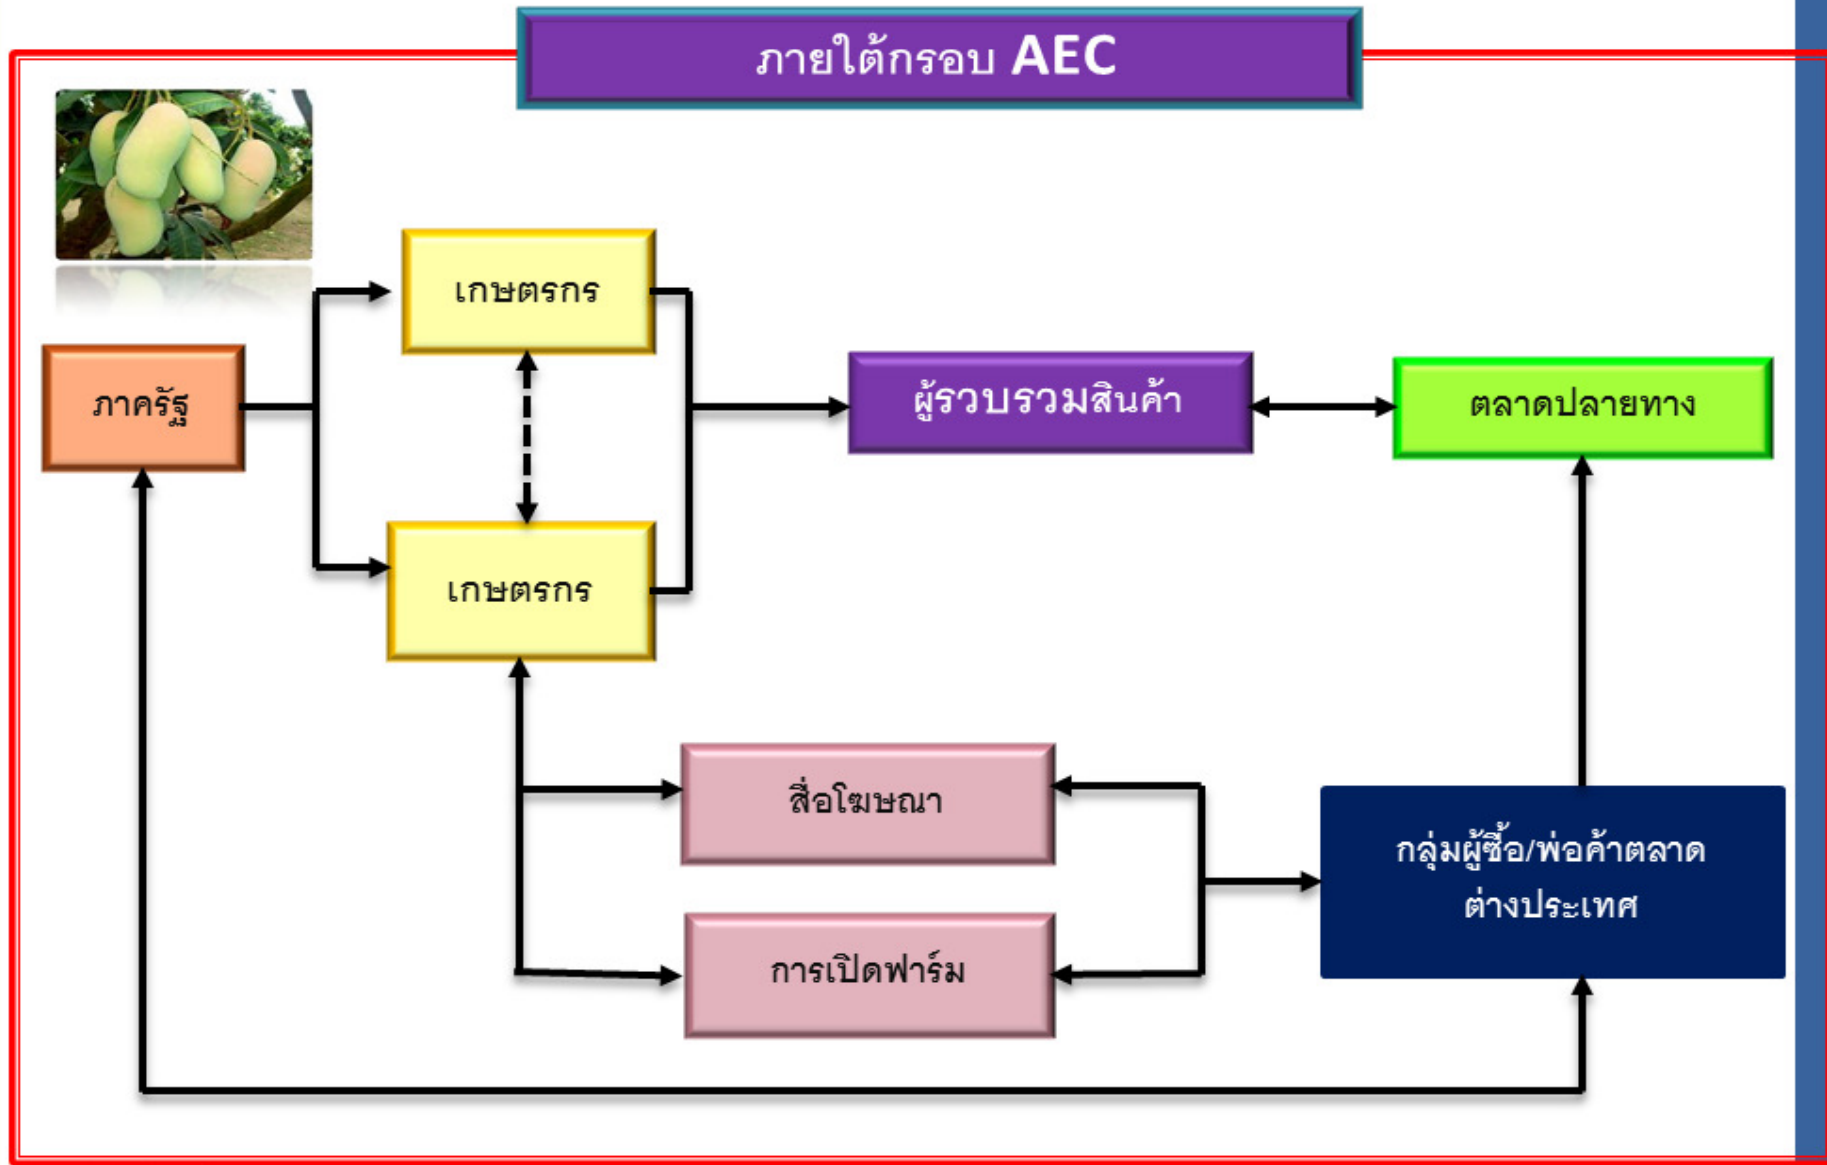 ภายใต้กรอบ AEC
เกษตรกร
ภาครัฐ
ผู้รวบรวมสินค้า
ตลาดปลายทาง
เกษตรกร
สื่อโฆษณา
กลุ่มผู้ซื้อ/พ่อค้าตลาด
ต่างประเทศ
การเปิดฟาร์ม